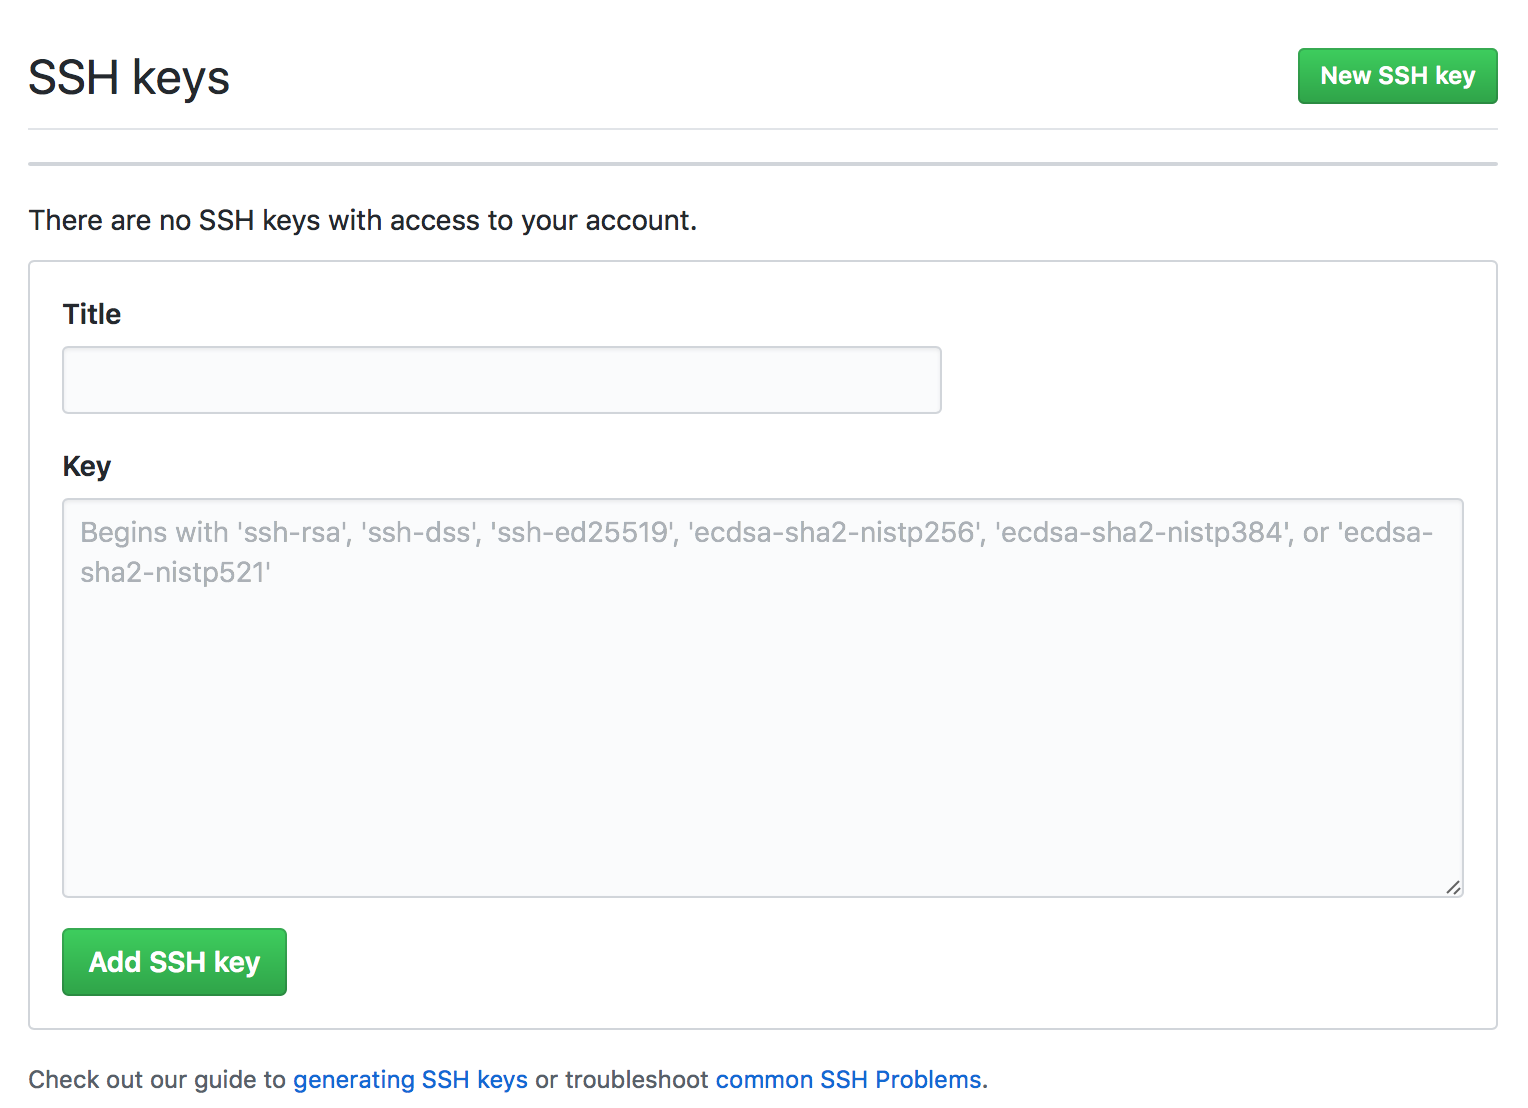 SSH keys
New SSH key
There are no SSH keys with access to your account.
Title
Key
Begins with 'ssh-rsa', 'ssh-dss', 'ssh-ed25519', 'ecdsa-sha2-nistp256', 'ecdsa-sha2-nistp384', or 'ecdsa-
sha2-nistp521'
Add SSH key
Check out our guide to generating SSH keys or troubleshoot common SSH Problems.